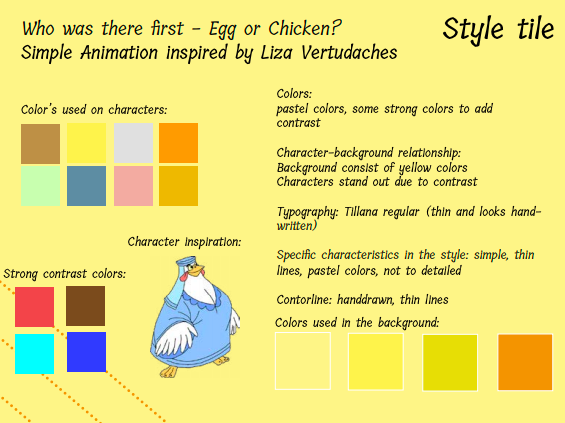 Who was there first - Egg or Chicken?
Simple Animation inspired by Liza Vertudaches
Style tile
Color's used on characters:
Character inspiration:
Strong contrast colors:
Colors:
pastel colors, some strong colors to add
contrast
Character-background relationship:
Background consist of yellow colors
Characters stand out due to contrast
Typography: Tillana regular (thin and looks hand-
written)
Specific characteristics in the style: simple, thin
lines, pastel colors, not to detailed
Contorline: handdrawn, thin lines
Colors used in the background: